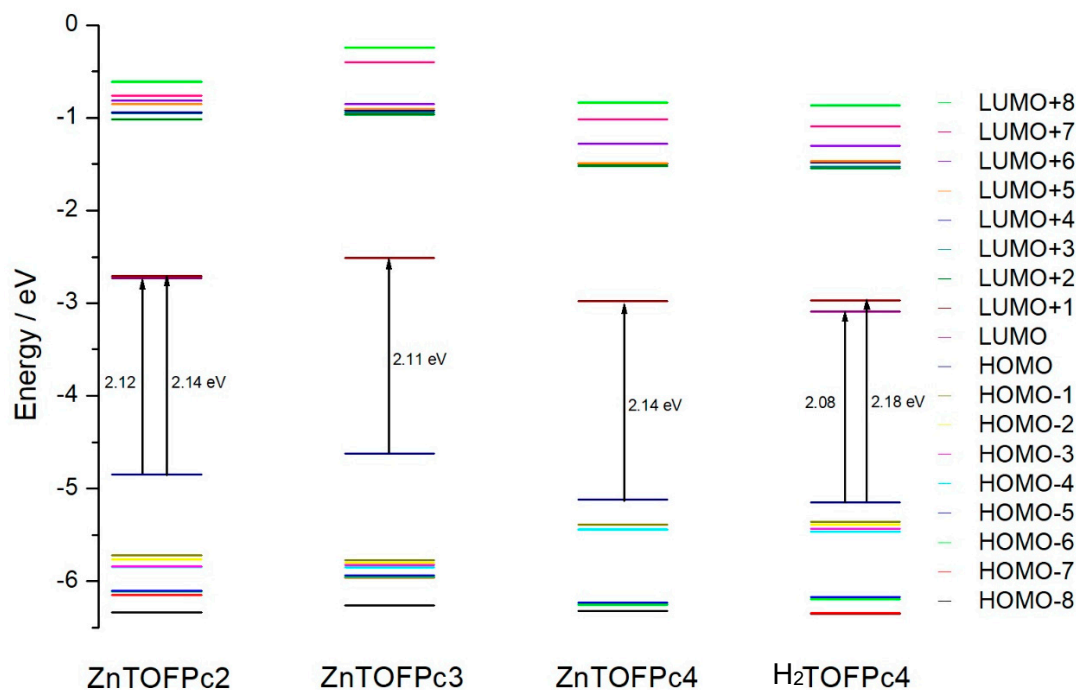 0
-1
-2
-3
-4
-5
-6
Energy / eV
2.12
2.14 eV
2.11 eV
2.14 eV
2.08
2.18 eV
ZnTOFPc2
ZnTOFPc3
ZnTOFPc4
H2TOFPc4
LUMO+8
LUMO+7
LUMO+6
LUMO+5
LUMO+4
LUMO+3
LUMO+2
LUMO+1
LUMO
HOMO
HOMO-1
HOMO-2
HOMO-3
HOMO-4
HOMO-5
HOMO-6
HOMO-7
HOMO-8